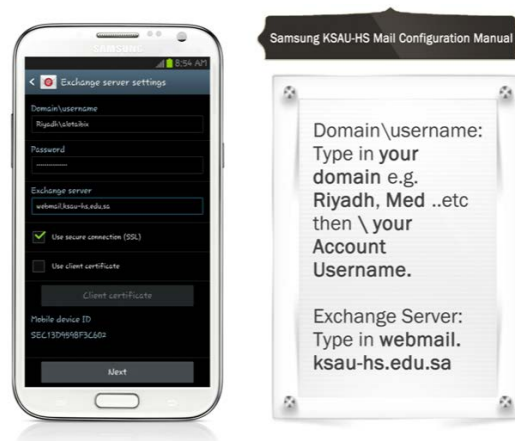 SAMSUNG
8:54 AM
Exchange server settings
Domain\username
Riyadh\alotaibix
Password
Exchange server
webmail.ksau-hs.edu.sa
Use secure connection (SSL)
Use client certificate
Client certificate
Mobile device ID
Next
Samsung KSAU-HS Mail Configuration Manual
Domain\username:
Type in your
domain e.g.
Riyadh, Med ..etc
then \ your
Account
Username.
Exchange Server:
Type in webmail.
ksau-hs.edu.sa